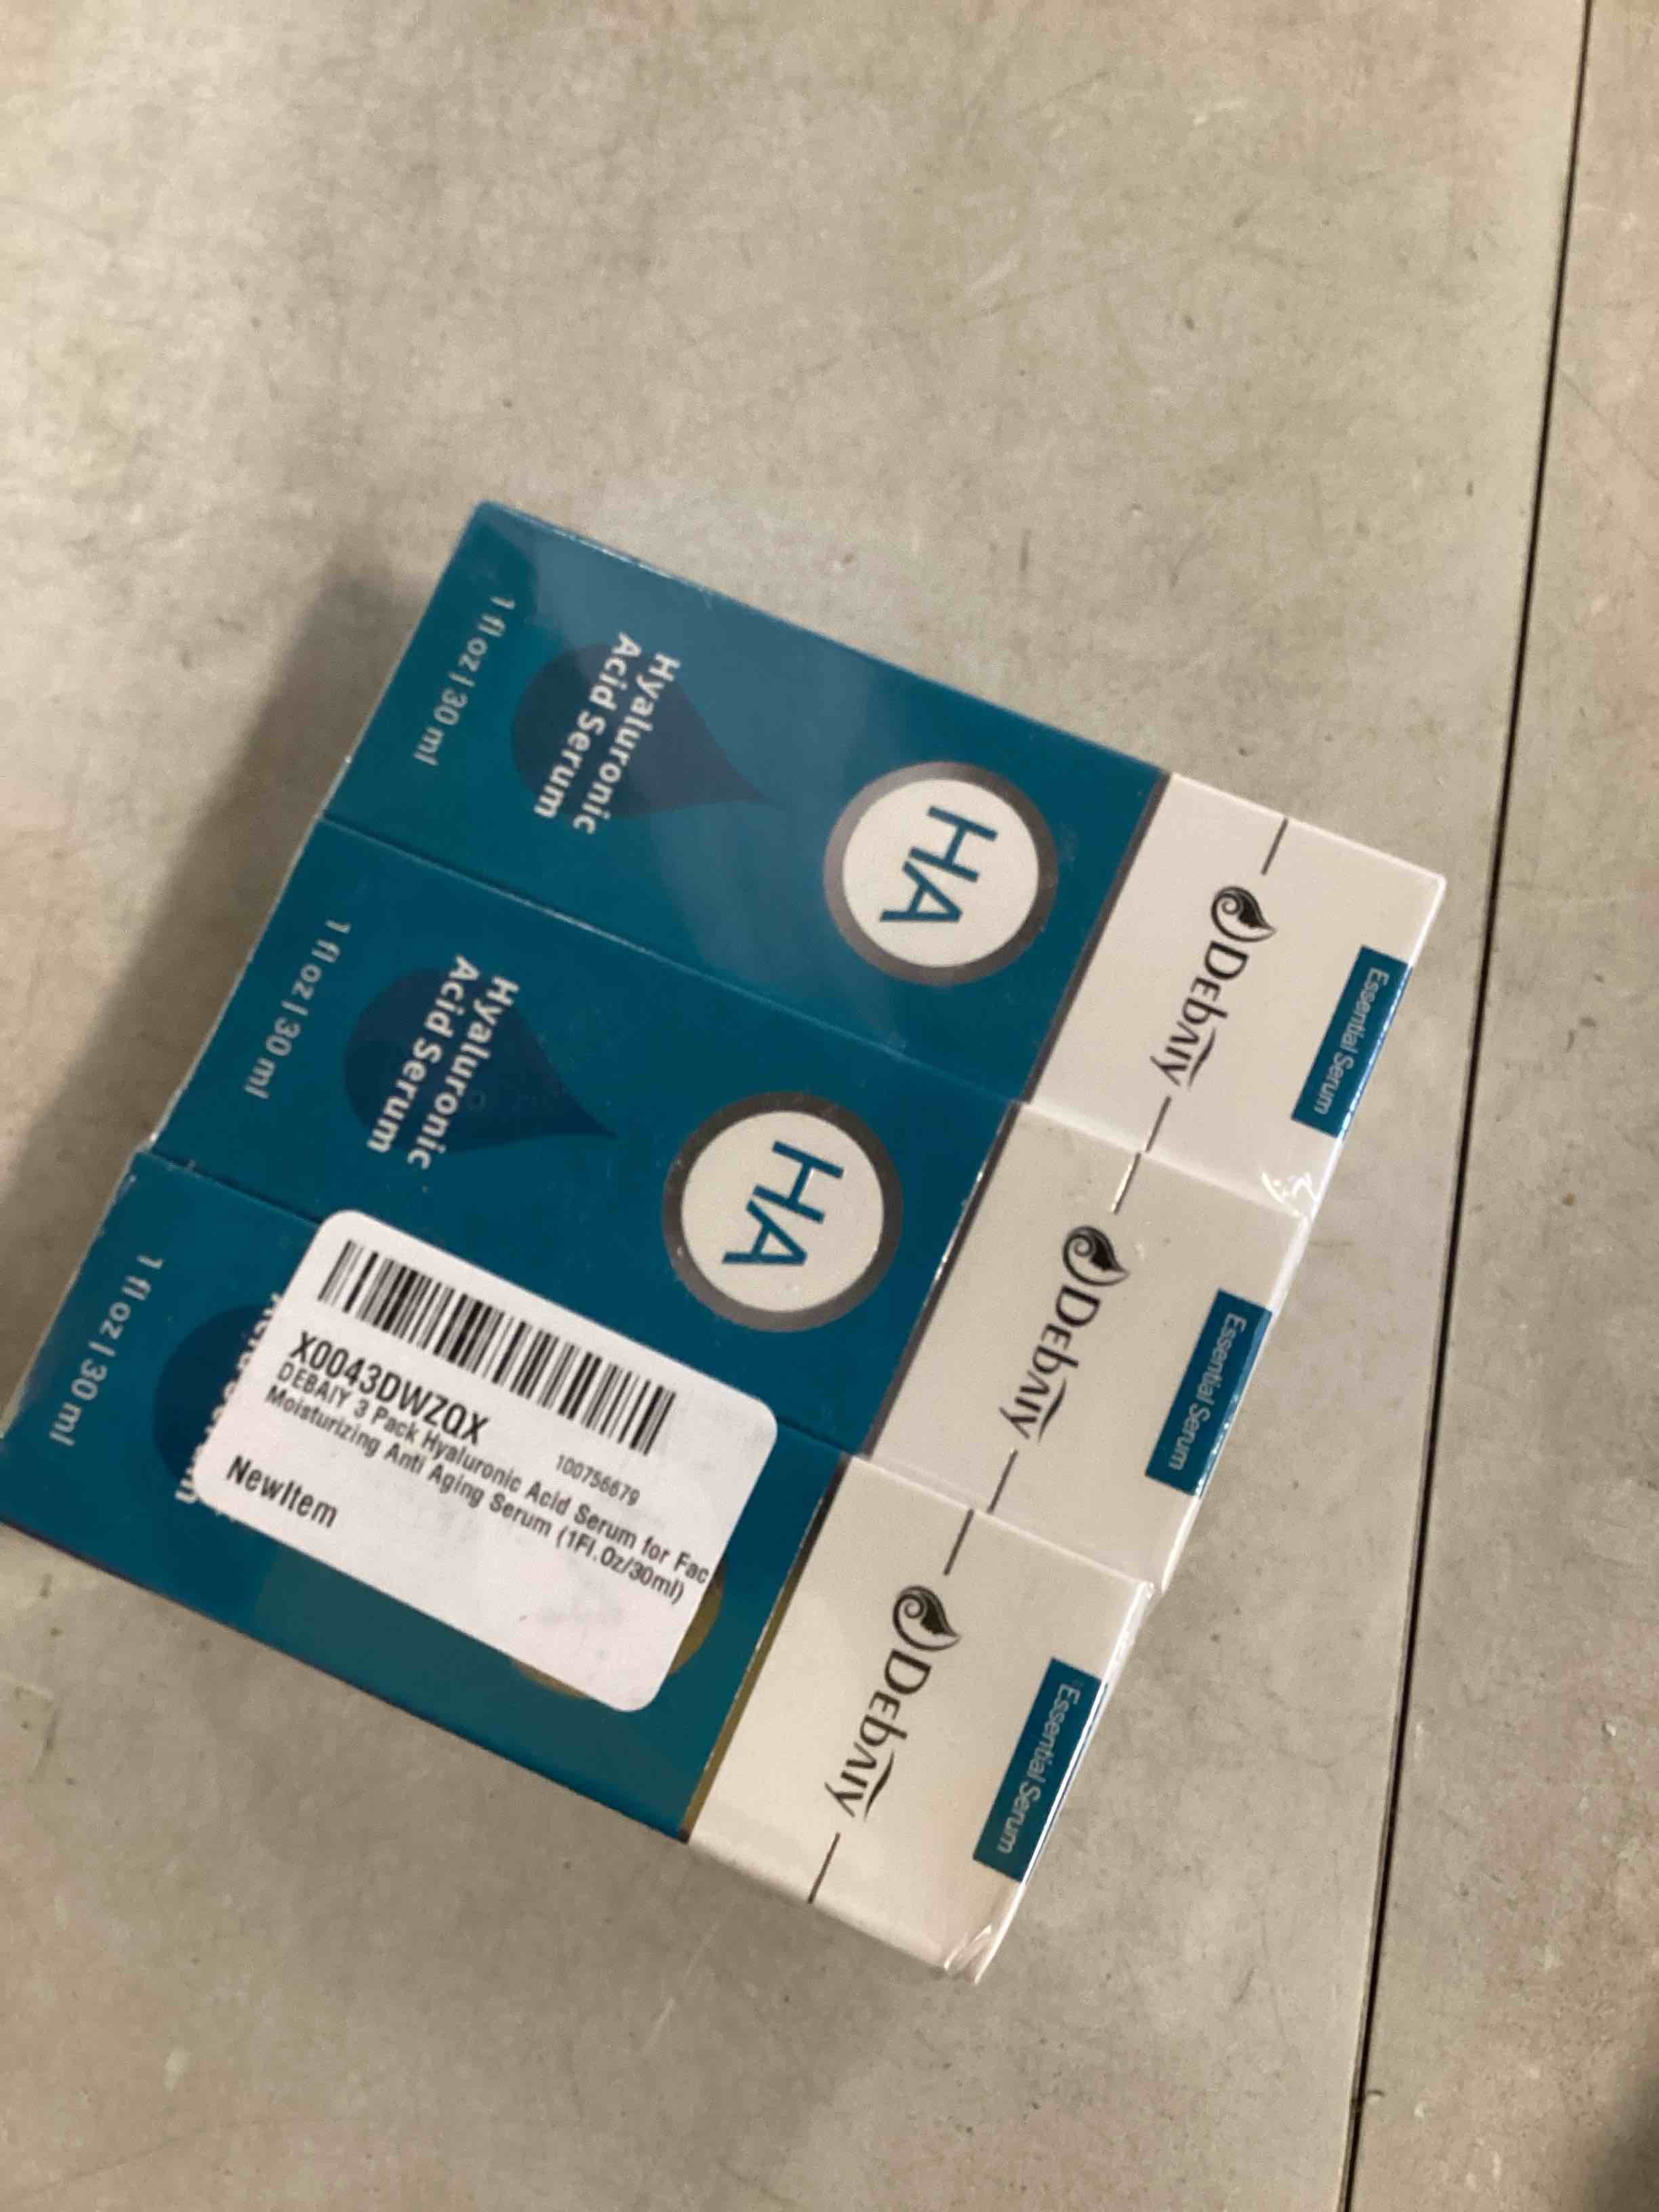 Essential Serum
DEbAIY
HA
Hyaluronic
Acid Serum
1 fl oz | 30 ml
Essential Serum
DEbAIY
HA
Hyaluronic
Acid Serum
1 fl oz | 30 ml
Essential Serum
DEbAIY
1 fl oz | 30 ml
X0043DWZQX
100756679
DEBAIY 3 Pack Hyaluronic Acid Serum for Fac
Moisturizing Anti Aging Serum (1Fl.Oz/30ml)
NewItem